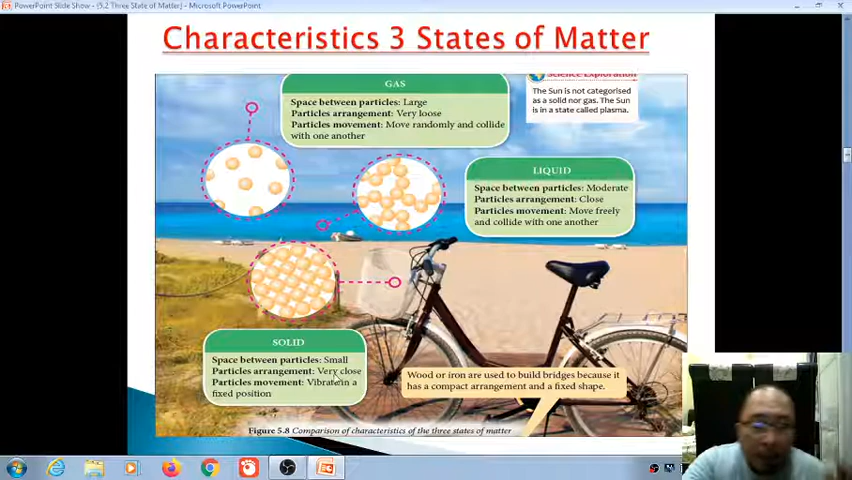 PowerPoint Slide Show - [5.2 Three State of Matter] - Microsoft PowerPoint
Characteristics 3 States of Matter
GAS
Space between particles: Large
Particles arrangement: Very loose
Particles movement: Move randomly and collide
with one another
Science Exploration
The Sun is not categorised
as a solid nor gas. The Sun
is in a state called plasma.
LIQUID
Space between particles: Moderate
Particles arrangement: Close
Particles movement: Move freely
and collide with one another
SOLID
Space between particles: Small
Particles arrangement: Very close
Particles movement: Vibrate in a
fixed position
Wood or iron are used to build bridges because it
has a compact arrangement and a fixed shape.
Figure 5.8 Comparison of characteristics of the three states of matter